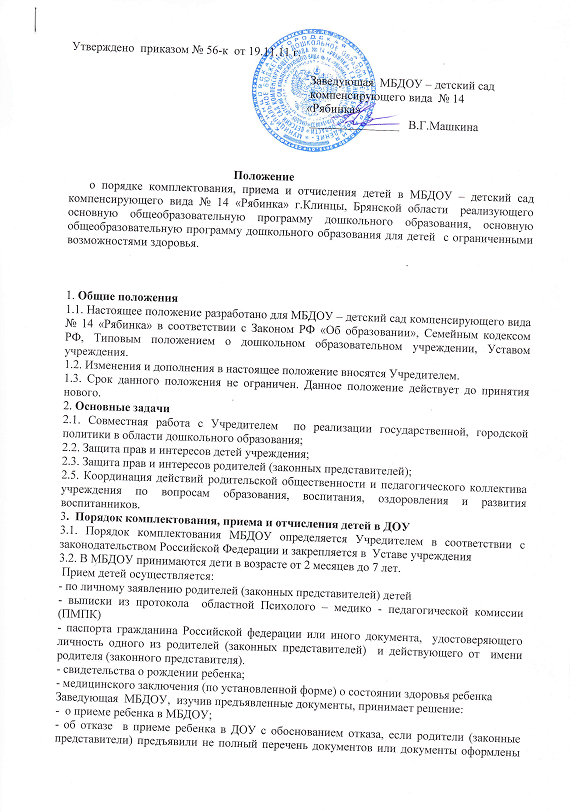 Утверждено приказом № 56-к от 19.11.11 г.
Заведующая МБДОУ – детский сад
компенсирующего вида № 14
«Рябинка»
В.Г.Машкина
Положение
о порядке комплектования, приема и отчисления детей в МБДОУ – детский сад
компенсирующего вида № 14 «Рябинка» г.Клинцы, Брянской области реализующего
основную общеобразовательную программу дошкольного образования, основную
общеобразовательную программу дошкольного образования для детей с ограниченными
возможностями здоровья.
1. Общие положения
1.1. Настоящее положение разработано для МБДОУ – детский сад компенсирующего вида
№ 14 «Рябинка» в соответствии с Законом РФ «Об образовании», Семейным кодексом
РФ, Типовым положением о дошкольном образовательном учреждении, Уставом
учреждения.
1.2. Изменения и дополнения в настоящее положение вносятся Учредителем.
1.3. Срок данного положения не ограничен. Данное положение действует до принятия
нового.
2. Основные задачи
2.1. Совместная работа с Учредителем по реализации государственной, городской
политики в области дошкольного образования;
2.2. Защита прав и интересов детей учреждения;
2.3. Защита прав и интересов родителей (законных представителей);
2.5. Координация действий родительской общественности и педагогического коллектива
учреждения по вопросам образования, воспитания, оздоровления и развития
воспитанников.
3. Порядок комплектования, приема и отчисления детей в ДОУ
3.1. Порядок комплектования МБДОУ определяется Учредителем в соответствии с
законодательством Российской Федерации и закрепляется в Уставе учреждения
3.2. В МБДОУ принимаются дети в возрасте от 2 месяцев до 7 лет.
Прием детей осуществляется:
- по личному заявлению родителей (законных представителей) детей
- выписки из протокола областной Психолого – медико - педагогической комиссии
(ПМПК)
- паспорта гражданина Российской федерации или иного документа, удостоверяющего
личность одного из родителей (законных представителей) и действующего от имени
родителя (законного представителя).
- свидетельства о рождении ребенка;
- медицинского заключения (по установленной форме) о состоянии здоровья ребенка
Заведующая МБДОУ, изучив предъявленные документы, принимает решение:
- о приеме ребенка в МБДОУ;
- об отказе в приеме ребенка в ДОУ с обоснованием отказа, если родители (законные
представители) предъявили не полный перечень документов или документы оформлены